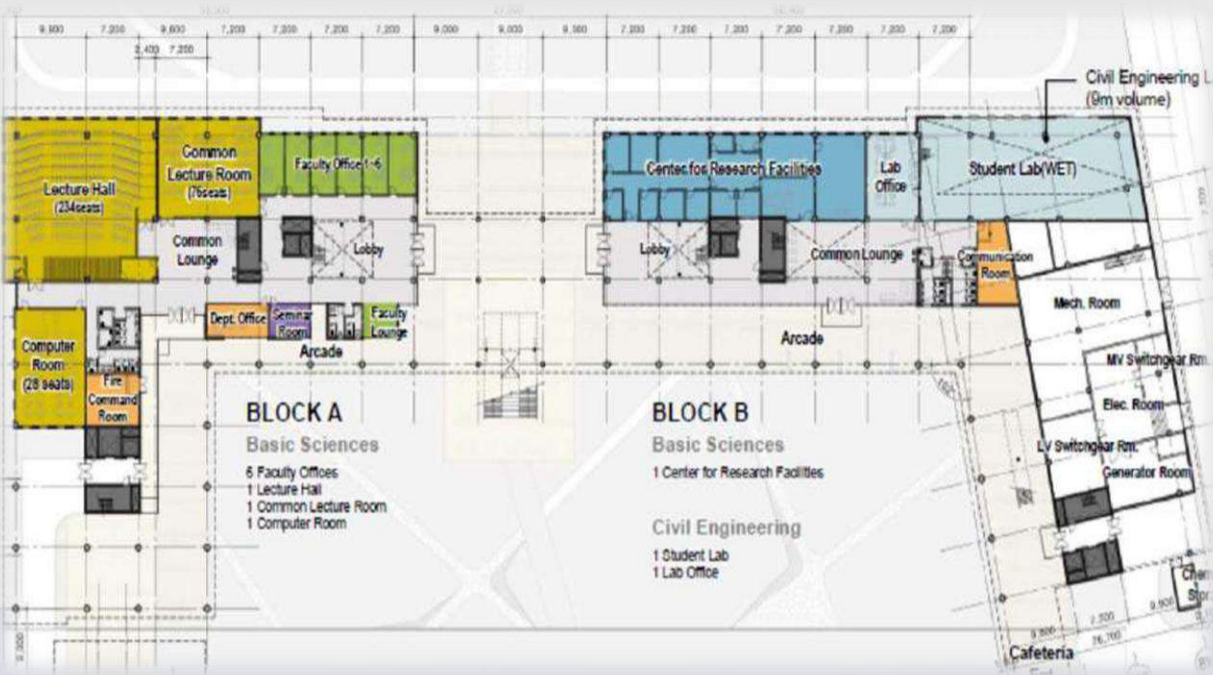 9,900 7,200 9,600 7,200 7,200 7,200 7,200 9,000 9,000 9,000 7,200 7,200 7,200 7,200 7,200 7,200 7,200
2,400 7,200
Civil Engineering L
(9m volume)
Lecture Hall
(234seats)
Common
Lecture Room
(76seats)
Faculty Office 1~6
Center for Research Facilities
Lab
Office
Student Lab(WET)
Common
Lounge
Lobby
Lobby
Common Lounge
Communication
Room
Mech. Room
Dept. Office
Seminar
Room
Faculty
Lounge
Arcade
Arcade
Computer
Room
(28 seats)
Fire
Command
Room
MV Switchgear Rm.
Elec. Room
LV Switchgear Rm.
Generator Room
BLOCK A
Basic Sciences
6 Faculty Offices
1 Lecture Hall
1 Common Lecture Room
1 Computer Room
BLOCK B
Basic Sciences
1 Center for Research Facilities
Civil Engineering
1 Student Lab
1 Lab Office
Cafeteria